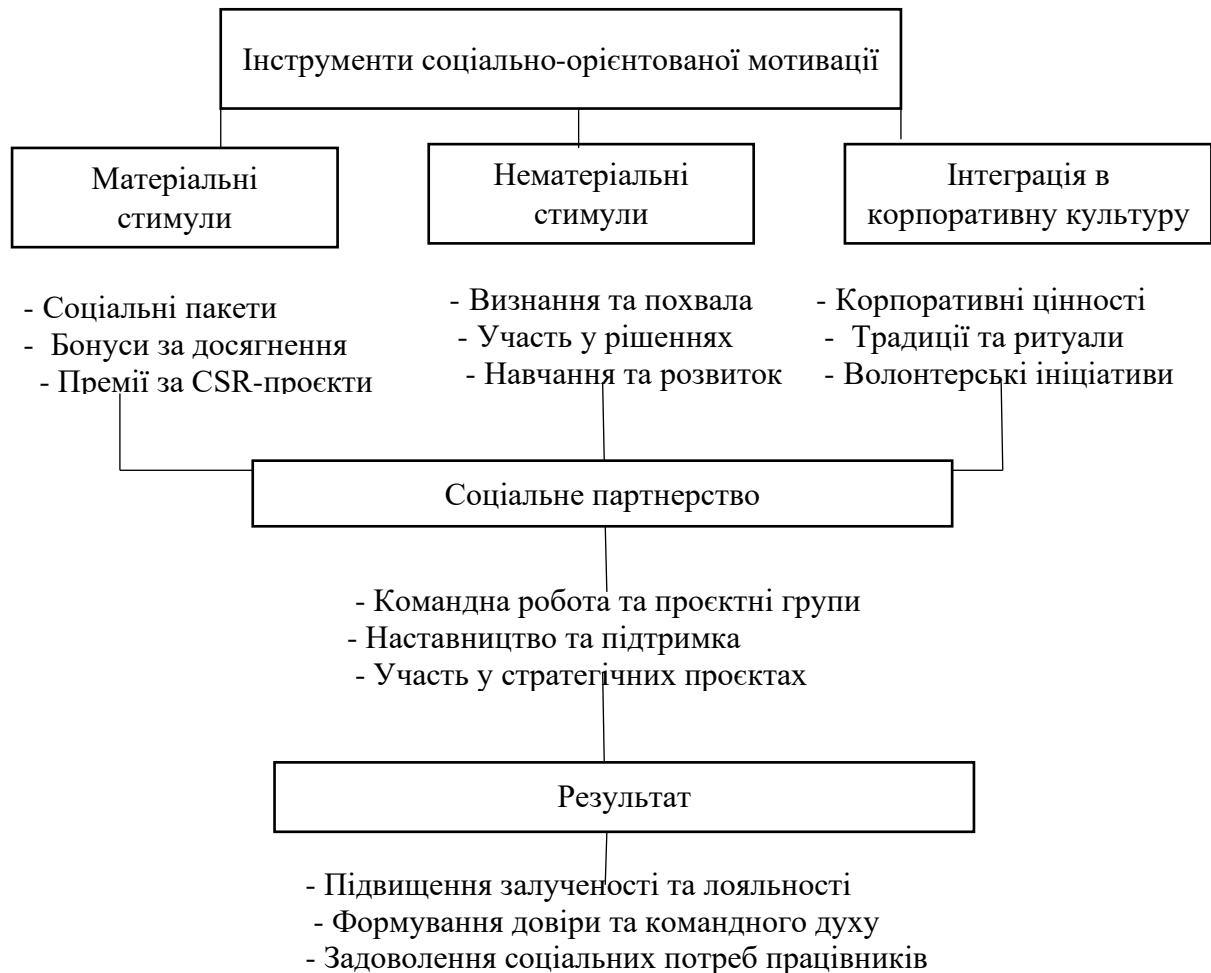 Інструменти соціально-орієнтованої мотивації
Матеріальні
стимули
Нематеріальні
стимули
Інтеграція в
корпоративну культуру
- Соціальні пакети
- Бонуси за досягнення
- Премії за CSR-проєкти
- Визнання та похвала
- Участь у рішеннях
- Навчання та розвиток
- Корпоративні цінності
- Традиції та ритуали
- Волонтерські ініціативи
Соціальне партнерство
- Командна робота та проєктні групи
- Наставництво та підтримка
- Участь у стратегічних проєктах
Результат
- Підвищення залученості та лояльності
- Формування довіри та командного духу
- Задоволення соціальних потреб працівників